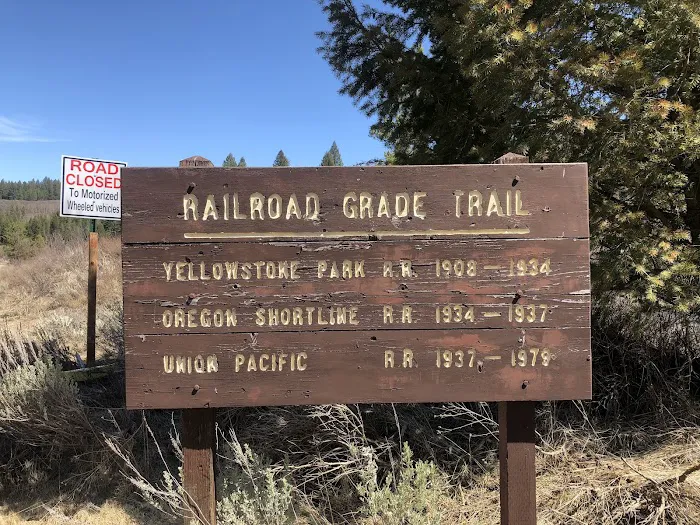 ROAD
CLOSED
To Motorized
Wheeled vehicles
RAILROAD GRADE TRAIL
YELLOWSTONE PARK R.R. 1908 — 1934
OREGON SHORTLINE R.R. 1934 — 1937
UNION PACIFIC R.R. 1937 — 1979